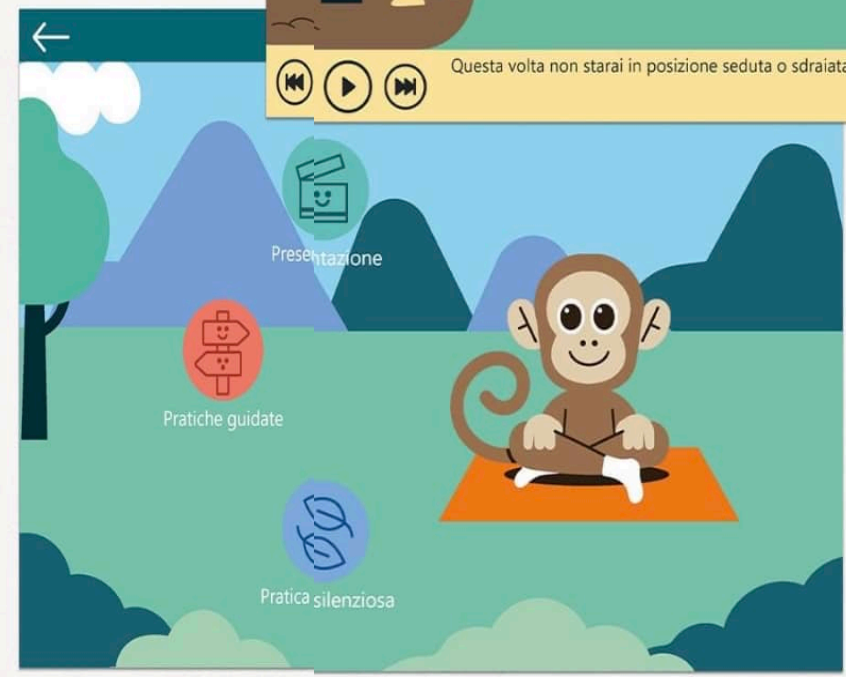 Questa volta non starai in posizione seduta o sdraiata
Presentazione
Pratiche guidate
Pratica silenziosa